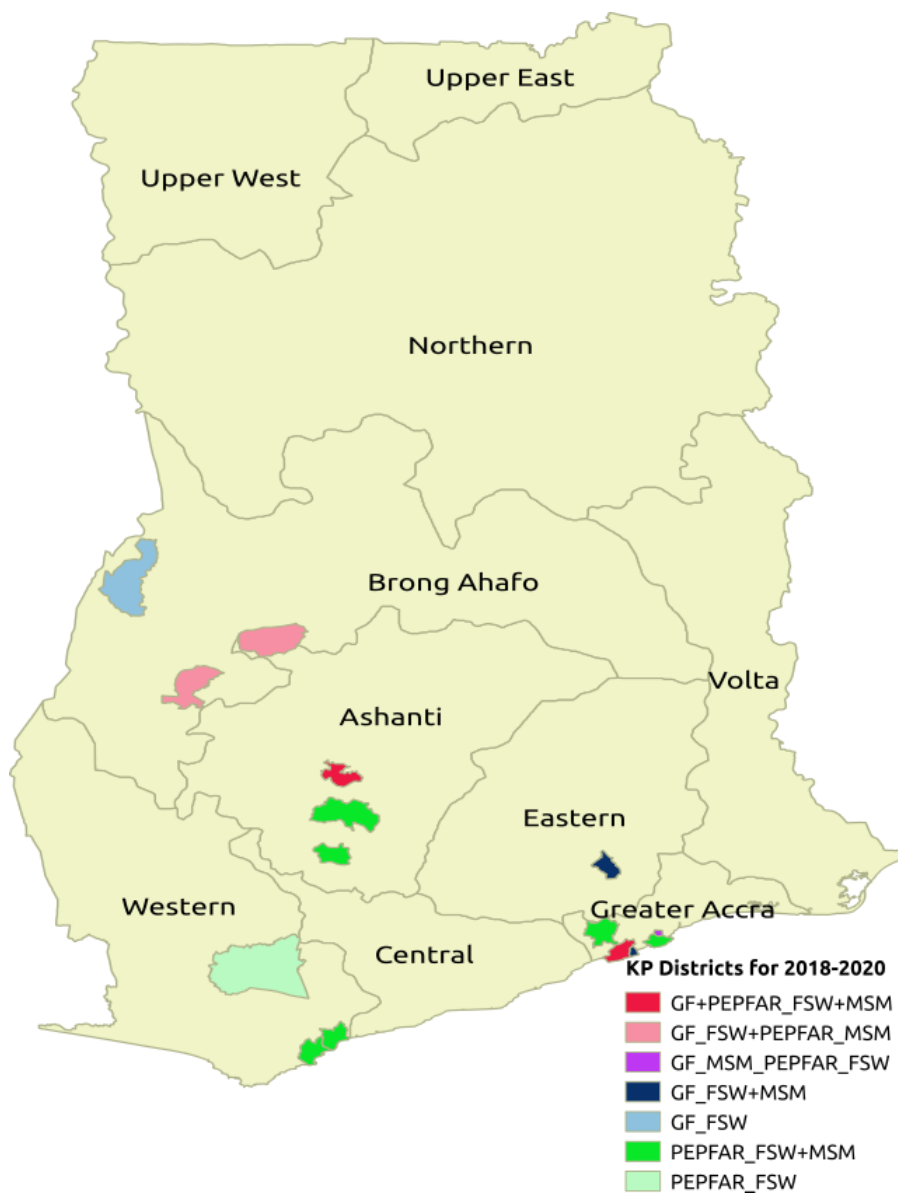 Upper East
Upper West
Northern
Brong Ahafo
Volta
Ashanti
Eastern
Western
Greater Accra
Central
KP Districts for 2018-2020
GF+PEPFAR_FSW+MSM
GF_FSW+PEPFAR_MSM
GF_MSM_PEPFAR_FSW
GF_FSW+MSM
GF_FSW
PEPFAR_FSW+MSM
PEPFAR_FSW